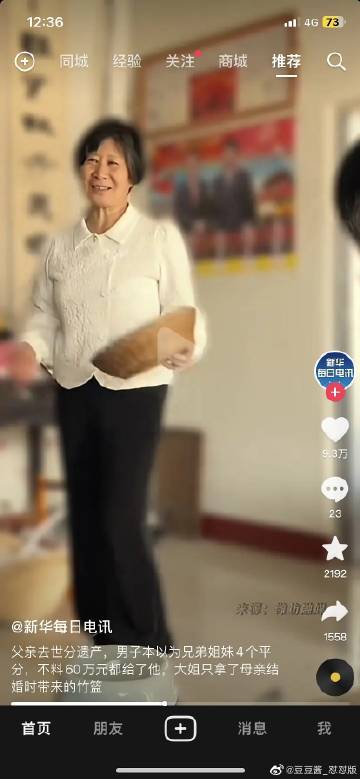 12:36
4G 73
同城 经验 关注 商城 推荐
新华
每日电讯
9.3万
23
2192
1558
@新华每日电讯
父亲去世分遗产，男子本以为兄弟姐妹4个平
分，不料60万元都给了他，大姐只拿了母亲结
婚时带来的竹篮
首页 朋友 消息 我
@豆豆酱_怼怼版